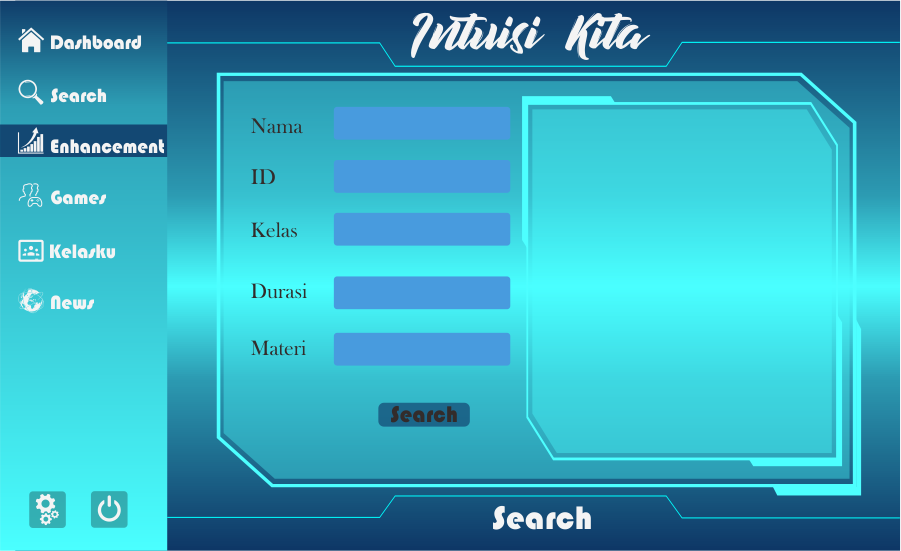 Intuisi Kita
Dashboard
Search
Enhancement
Games
Kelasku
News
Nama
ID
Kelas
Durasi
Materi
Search
Search